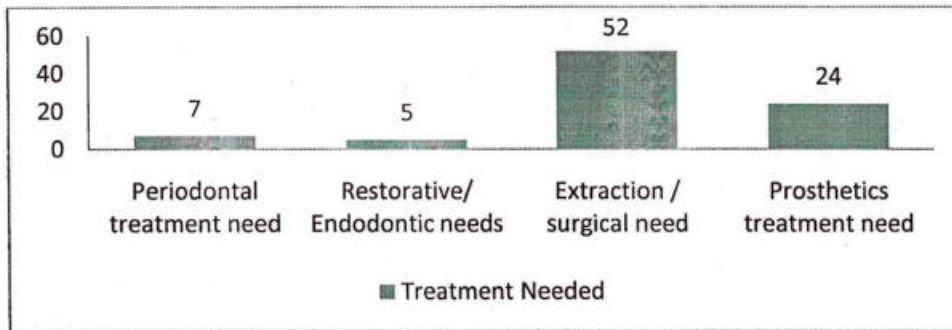 60
40
20
0
7
5
52
24
Periodontal treatment need
Restorative/ Endodontic needs
Extraction / surgical need
Prosthetics treatment need
Treatment Needed